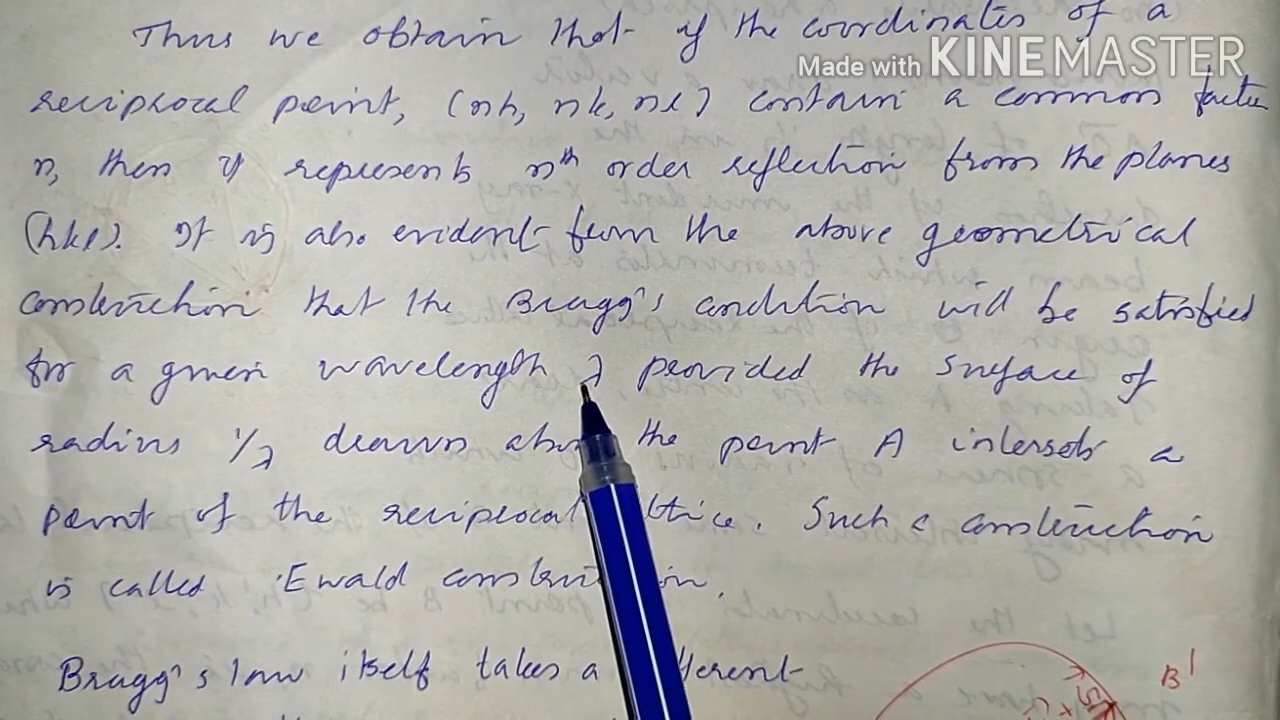 Thus we obtain that if the coordinates of a
Made with KINEMASTER
reciprocal point, (nh, nk, nl) contain a common factor
n, then it represents nth order reflection from the planes
(hkl). It is also evident from the above geometrical
construction that the Bragg's condition will be satisfied
for a given wavelength λ provided the surface of
radius 1/λ drawn about the point A intersects a
point of the reciprocal lattice. Such a construction
is called Ewald construction.
Bragg's law itself takes a different
B'